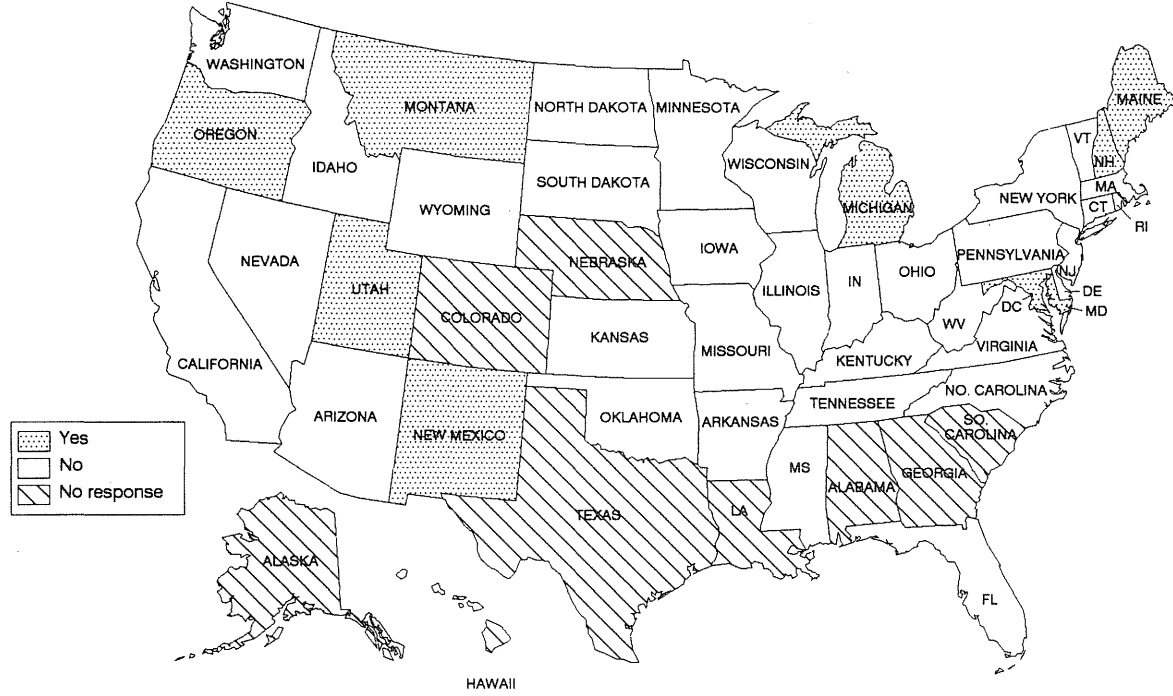 WASHINGTON
MONTANA
NORTH DAKOTA
MINNESOTA
MAINE
OREGON
VT
IDAHO
WISCONSIN
NH
SOUTH DAKOTA
MA
WYOMING
NEW YORK
MICHIGAN
CT
RI
IOWA
NEVADA
NEBRASKA
OHIO
PENNSYLVANIA
NJ
UTAH
ILLINOIS
IN
DE
COLORADO
DC
MD
WV
KANSAS
VIRGINIA
MISSOURI
CALIFORNIA
KENTUCKY
NO. CAROLINA
TENNESSEE
ARIZONA
OKLAHOMA
ARKANSAS
SO.
CAROLINA
NEW MEXICO
Yes
No
No response
MS
GEORGIA
ALABAMA
TEXAS
LA
ALASKA
FL
HAWAII